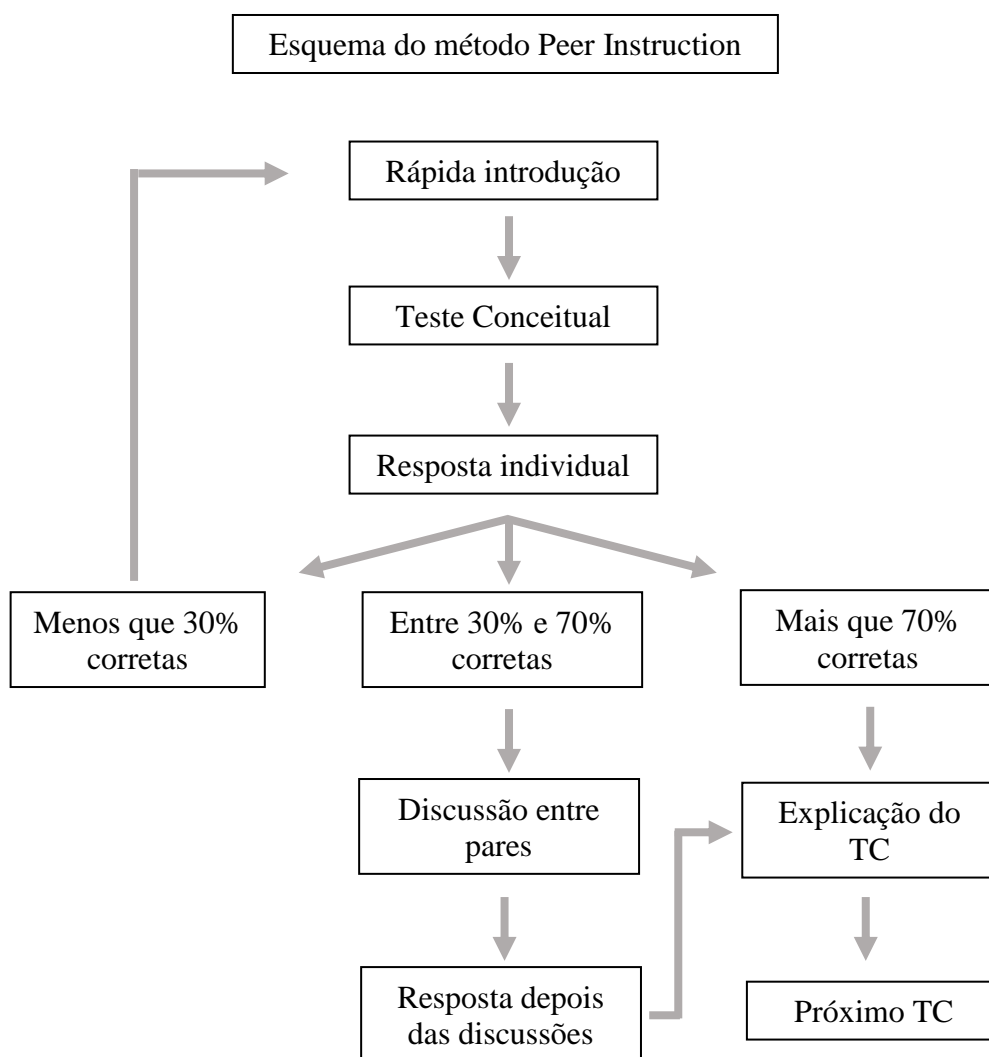 Esquema do método Peer Instruction
Rápida introdução
Teste Conceitual
Resposta individual
Menos que 30%
corretas
Entre 30% e 70%
corretas
Mais que 70%
corretas
Discussão entre
pares
Explicação do
TC
Resposta depois
das discussões
Próximo TC